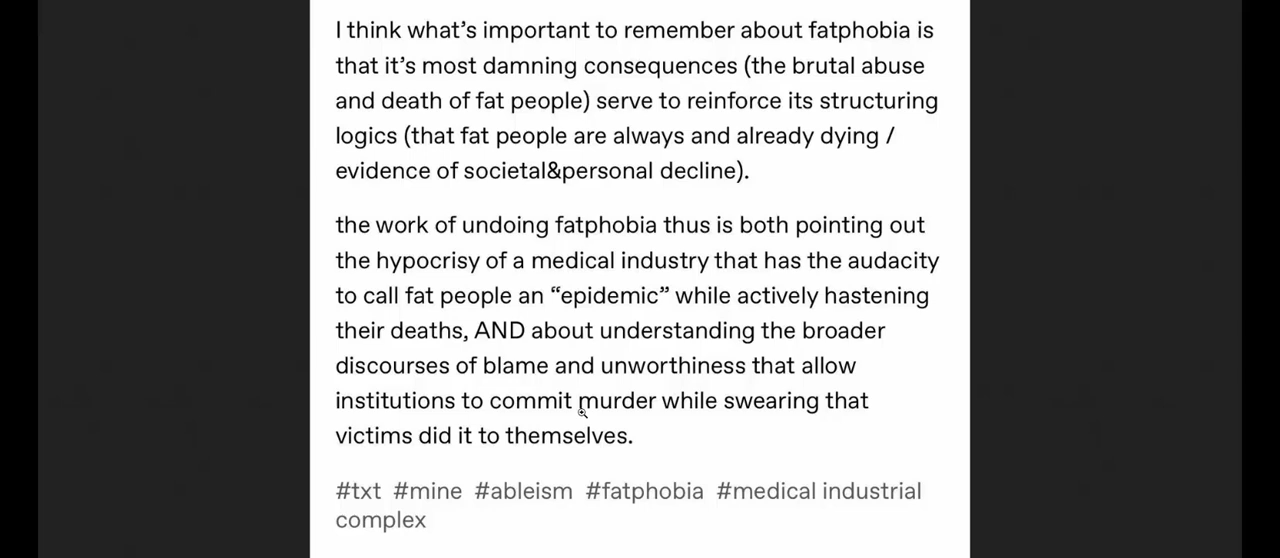 I think what’s important to remember about fatphobia is
that it’s most damning consequences (the brutal abuse
and death of fat people) serve to reinforce its structuring
logics (that fat people are always and already dying /
evidence of societal&personal decline).
the work of undoing fatphobia thus is both pointing out
the hypocrisy of a medical industry that has the audacity
to call fat people an “epidemic” while actively hastening
their deaths, AND about understanding the broader
discourses of blame and unworthiness that allow
institutions to commit murder while swearing that
victims did it to themselves.
#txt #mine #ableism #fatphobia #medical industrial
complex